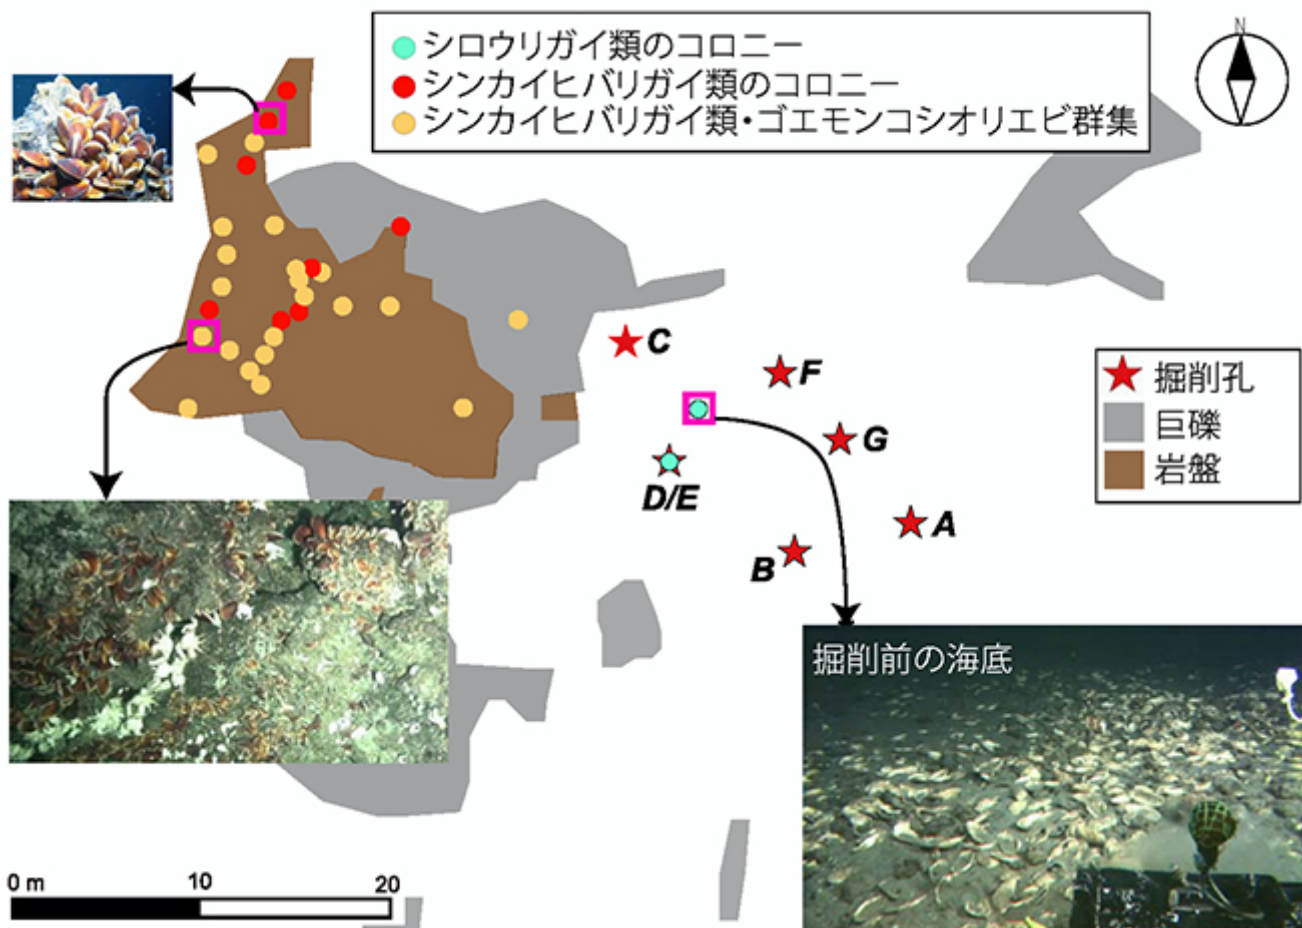 N
シロウリガイ類のコロニー
シンカイヒバリガイ類のコロニー
シンカイヒバリガイ類・ゴエモンコシオリエビ群集
C
F
G
D/E
A
B
掘削孔
巨礫
岩盤
掘削前の海底
0 m 10 20